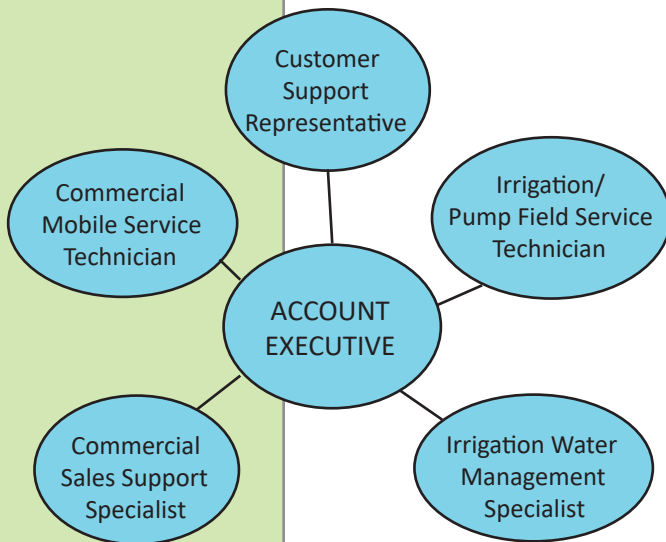 Customer
Support
Representative
Commercial
Mobile Service
Technician
Irrigation/
Pump Field Service
Technician
ACCOUNT
EXECUTIVE
Commercial
Sales Support
Specialist
Irrigation Water
Management
Specialist